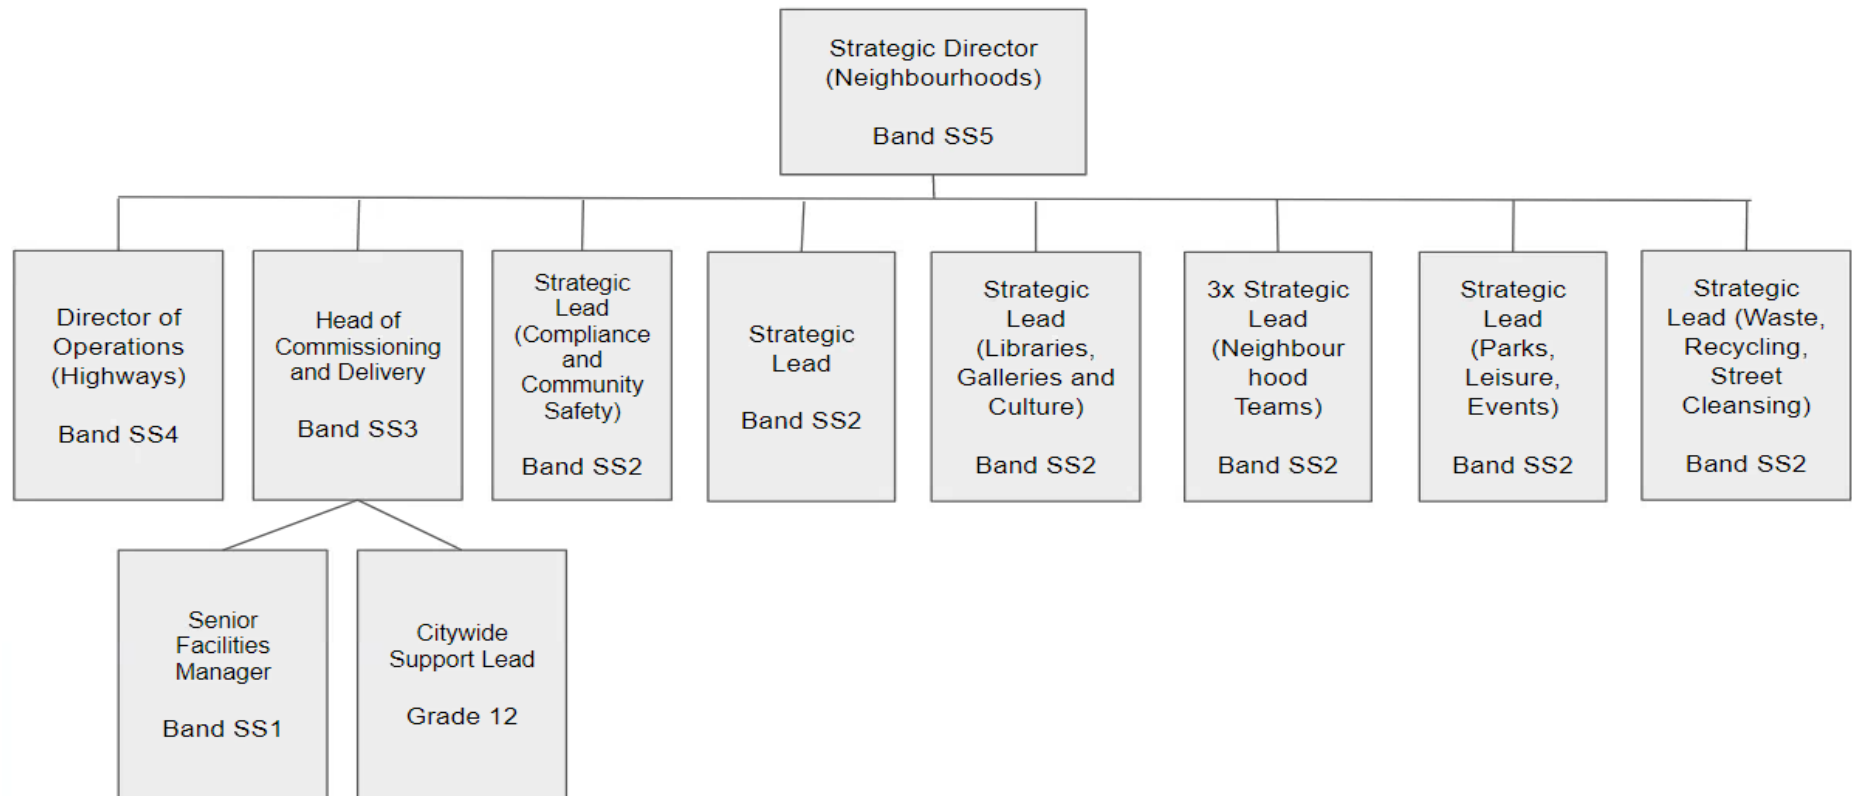 Strategic Director
(Neighbourhoods)
Band SS5
Director of
Operations
(Highways)
Band SS4
Head of
Commissioning
and Delivery
Band SS3
Strategic
Lead
(Compliance
and
Community
Safety)
Band SS2
Strategic
Lead
Band SS2
Strategic
Lead
(Libraries,
Galleries and
Culture)
Band SS2
3x Strategic
Lead
(Neighbour
hood
Teams)
Band SS2
Strategic
Lead
(Parks,
Leisure,
Events)
Band SS2
Strategic
Lead (Waste,
Recycling,
Street
Cleansing)
Band SS2
Senior
Facilities
Manager
Band SS1
Citywide
Support Lead
Grade 12